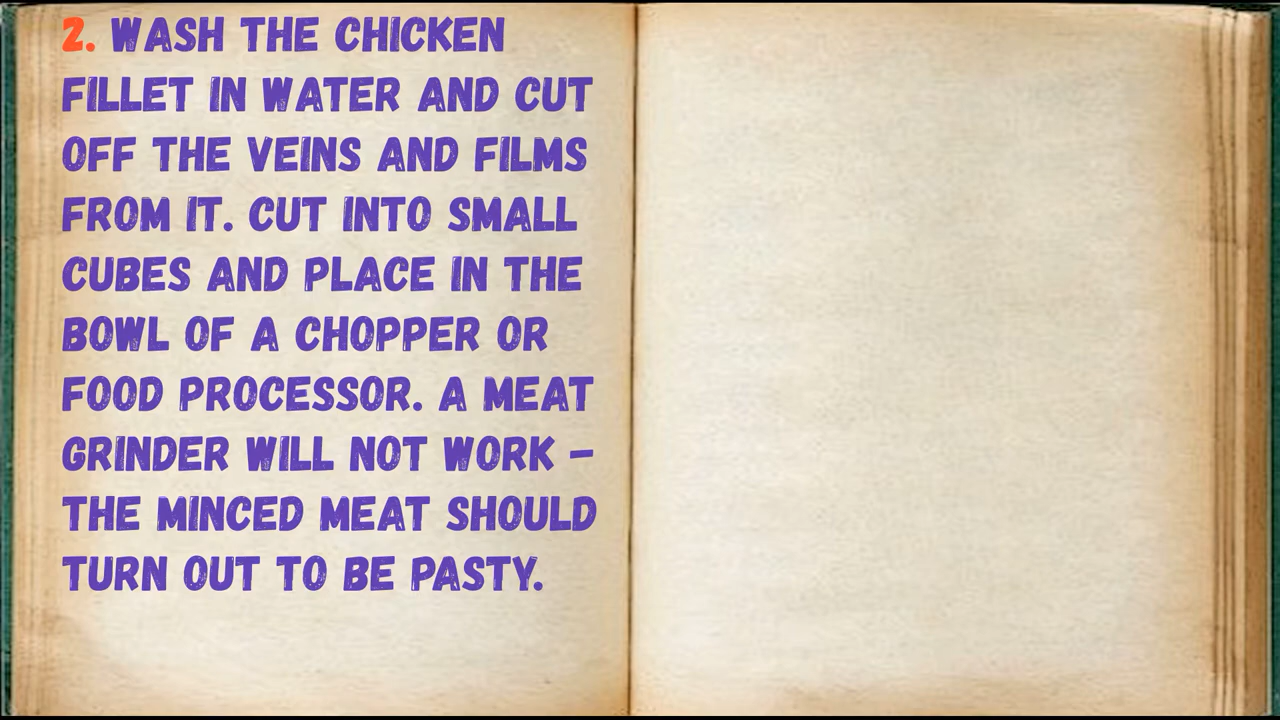 2. WASH THE CHICKEN
FILLET IN WATER AND CUT
OFF THE VEINS AND FILMS
FROM IT. CUT INTO SMALL
CUBES AND PLACE IN THE
BOWL OF A CHOPPER OR
FOOD PROCESSOR. A MEAT
GRINDER WILL NOT WORK –
THE MINCED MEAT SHOULD
TURN OUT TO BE PASTY.